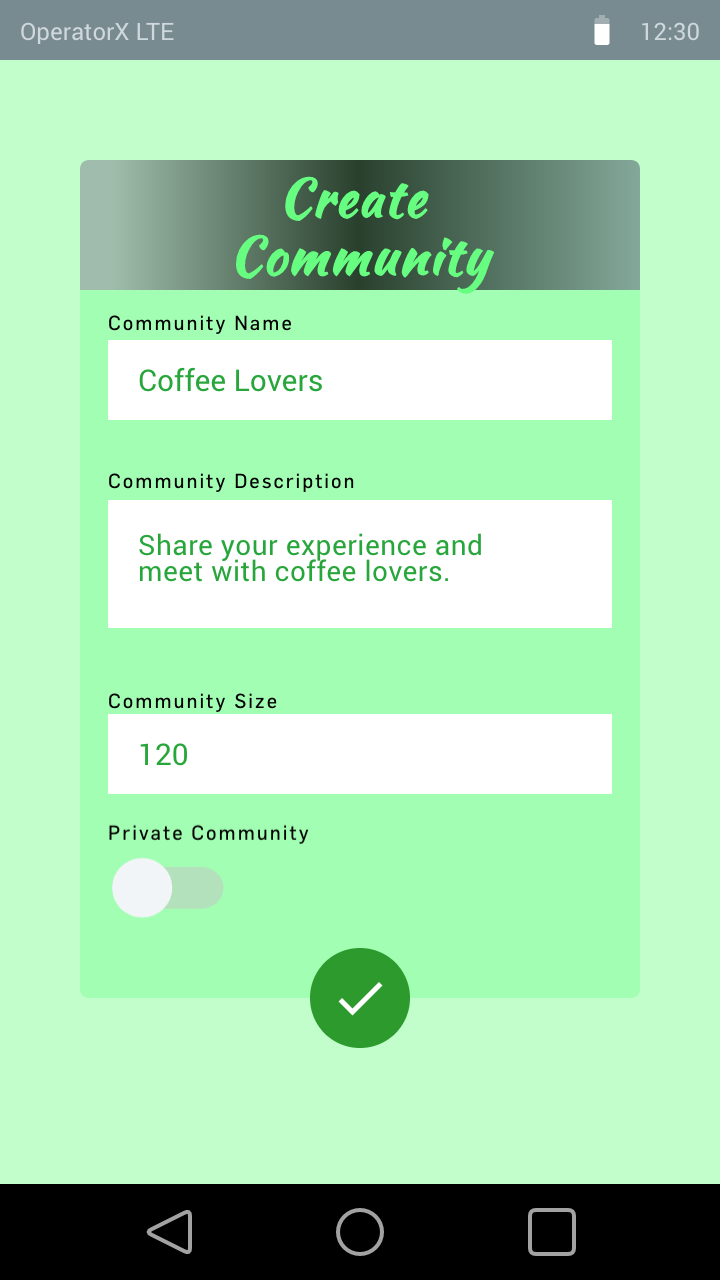 OperatorX LTE 12:30
Create
Community
Community Name
Coffee Lovers
Community Description
Share your experience and
meet with coffee lovers.
Community Size
120
Private Community